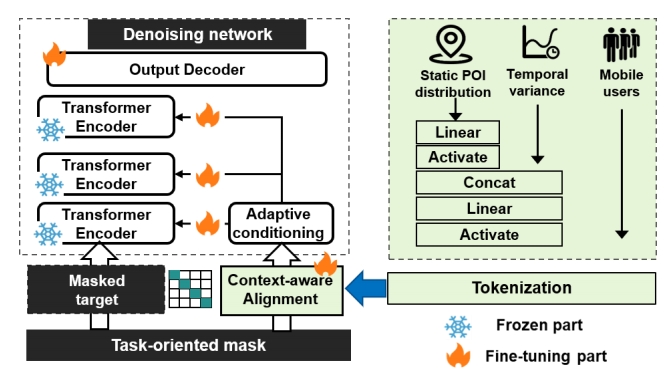 Denoising network
Output Decoder
Transformer
Encoder
Transformer
Encoder
Transformer
Encoder
Adaptive
conditioning
Masked
target
Context-aware
Alignment
Task-oriented mask
Static POI
distribution
Temporal
variance
Mobile
users
Linear
Activate
Concat
Linear
Activate
Tokenization
Frozen part
Fine-tuning part